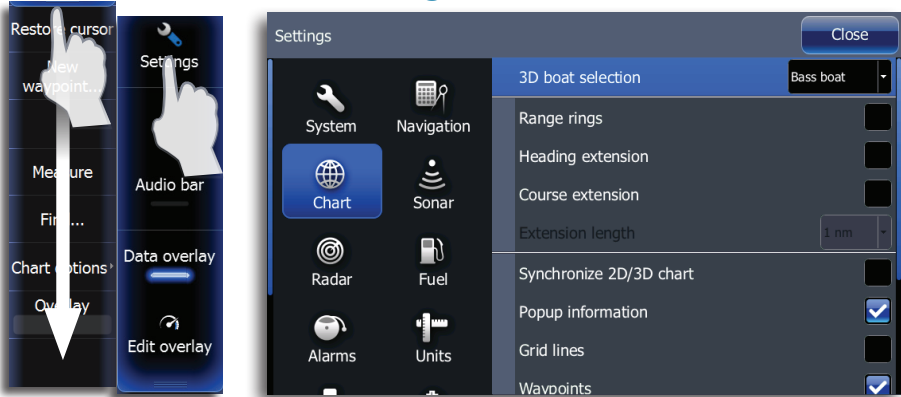 Restore cursor
New
waypoint...
Measure
Chart options
Overlay
Settings
Audio bar
Data overlay
Edit overlay
Settings
Close
System
Navigation
Chart
Sonar
Radar
Fuel
Alarms
Units
3D boat selection
Bass boat
Range rings
Heading extension
Course extension
Extension length
1 nm
Synchronize 2D/3D chart
Popup information
Grid lines
Waypoints